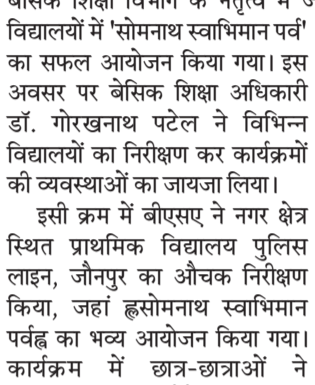 बेसिक शिक्षा विभाग के नेतृत्व में
विद्यालयों में 'सोमनाथ स्वाभिमान पर्व'
का सफल आयोजन किया गया। इस
अवसर पर बेसिक शिक्षा अधिकारी
डॉ. गोरखनाथ पटेल ने विभिन्न
विद्यालयों का निरीक्षण कर कार्यक्रमों
की व्यवस्थाओं का जायजा लिया।
इसी क्रम में बीएसए ने नगर क्षेत्र
स्थित प्राथमिक विद्यालय पुलिस
लाइन, जौनपुर का औचक निरीक्षण
किया, जहां ह्लसोमनाथ स्वाभिमान
पर्वह्व का भव्य आयोजन किया गया।
कार्यक्रम में छात्र-छात्राओं ने